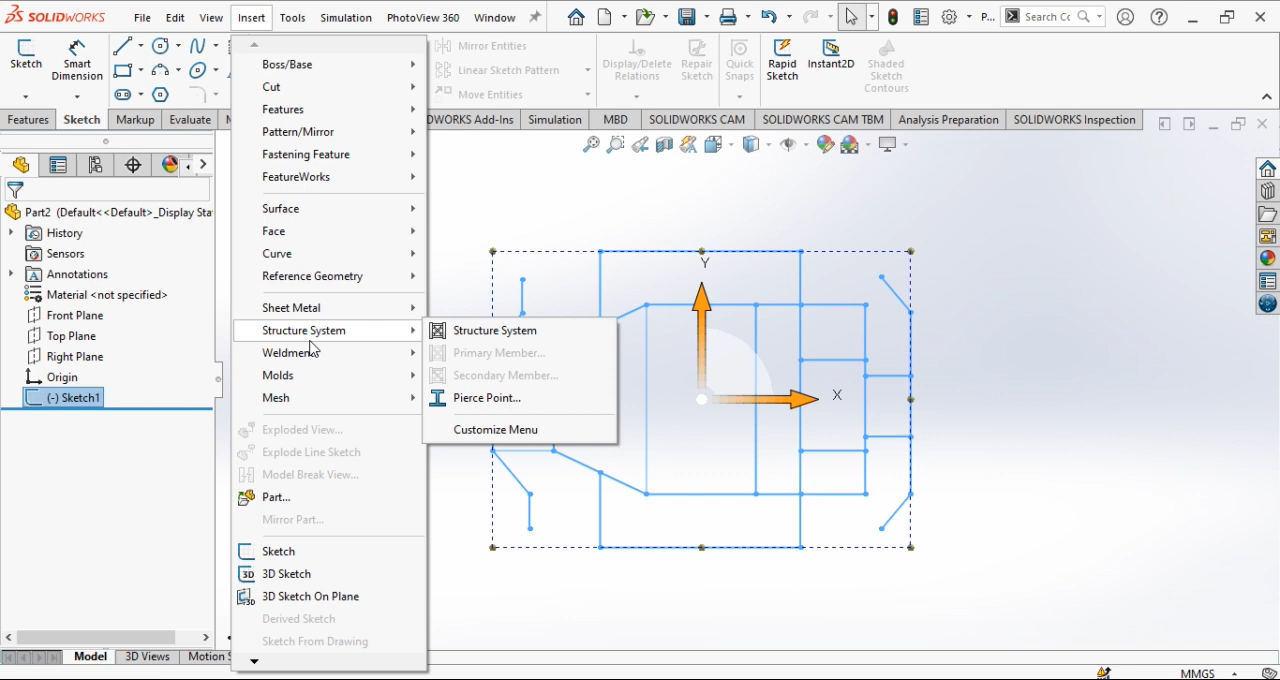 SOLIDWORKS File Edit View Insert Tools Simulation PhotoView 360 Window P... Search Cc
Sketch
Smart
Dimension
Mirror Entities
Linear Sketch Pattern
Move Entities
Display/Delete
Relations
Repair
Sketch
Quick
Snaps
Rapid
Sketch
Instant2D
Shaded
Sketch
Contours
Features Sketch Markup Evaluate DWORKS Add-Ins Simulation MBD SOLIDWORKS CAM SOLIDWORKS CAM TBM Analysis Preparation SOLIDWORKS Inspection
Part2 (Default<<Default>_Display Sta
History
Sensors
Annotations
Material <not specified>
Front Plane
Top Plane
Right Plane
Origin
(-) Sketch1
Boss/Base
Cut
Features
Pattern/Mirror
Fastening Feature
FeatureWorks
Surface
Face
Curve
Reference Geometry
Sheet Metal
Structure System
Weldments
Molds
Mesh
Exploded View...
Explode Line Sketch
Model Break View...
Part...
Mirror Part...
Sketch
3D Sketch
3D Sketch On Plane
Derived Sketch
Sketch From Drawing
Structure System
Primary Member...
Secondary Member...
Pierce Point...
Customize Menu
Y
X
Model 3D Views Motion S
MMGS